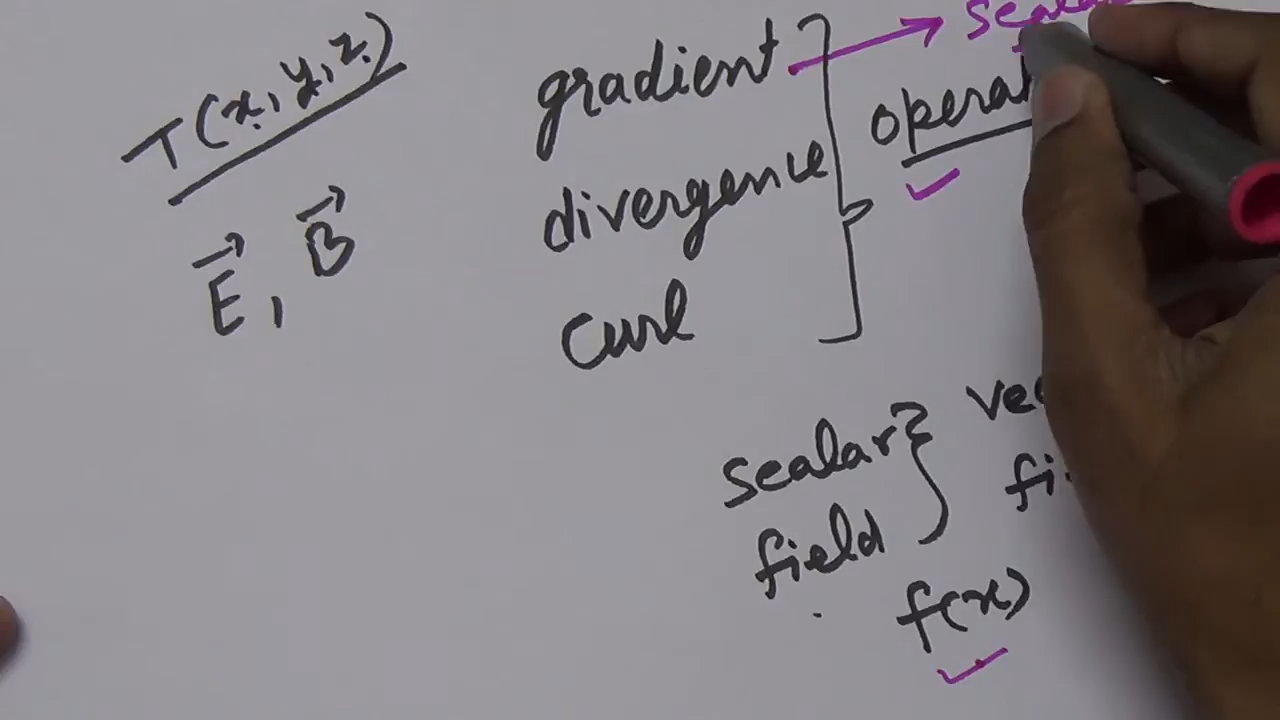 T(x, y, z)
E, B
gradient
divergence
curl
scalar
field
f(x)